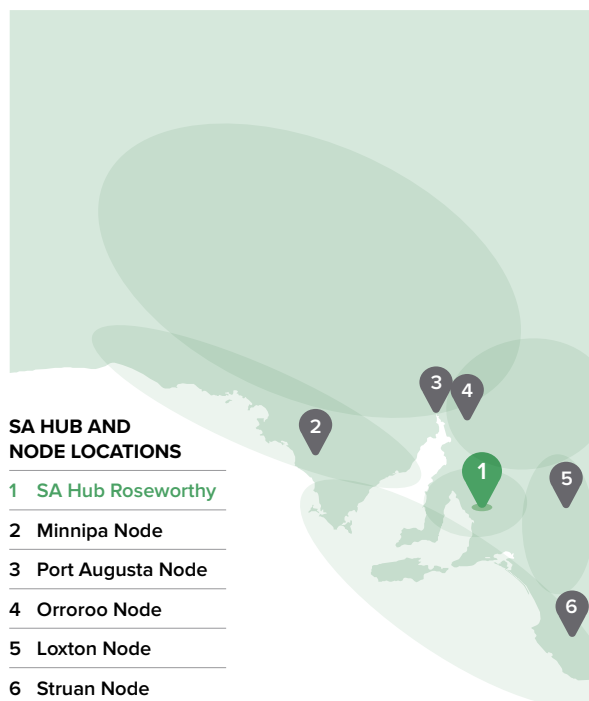 3
4
2
1
5
6
SA HUB AND
NODE LOCATIONS
1 SA Hub Roseworthy
2 Minnipa Node
3 Port Augusta Node
4 Orroroo Node
5 Loxton Node
6 Struan Node